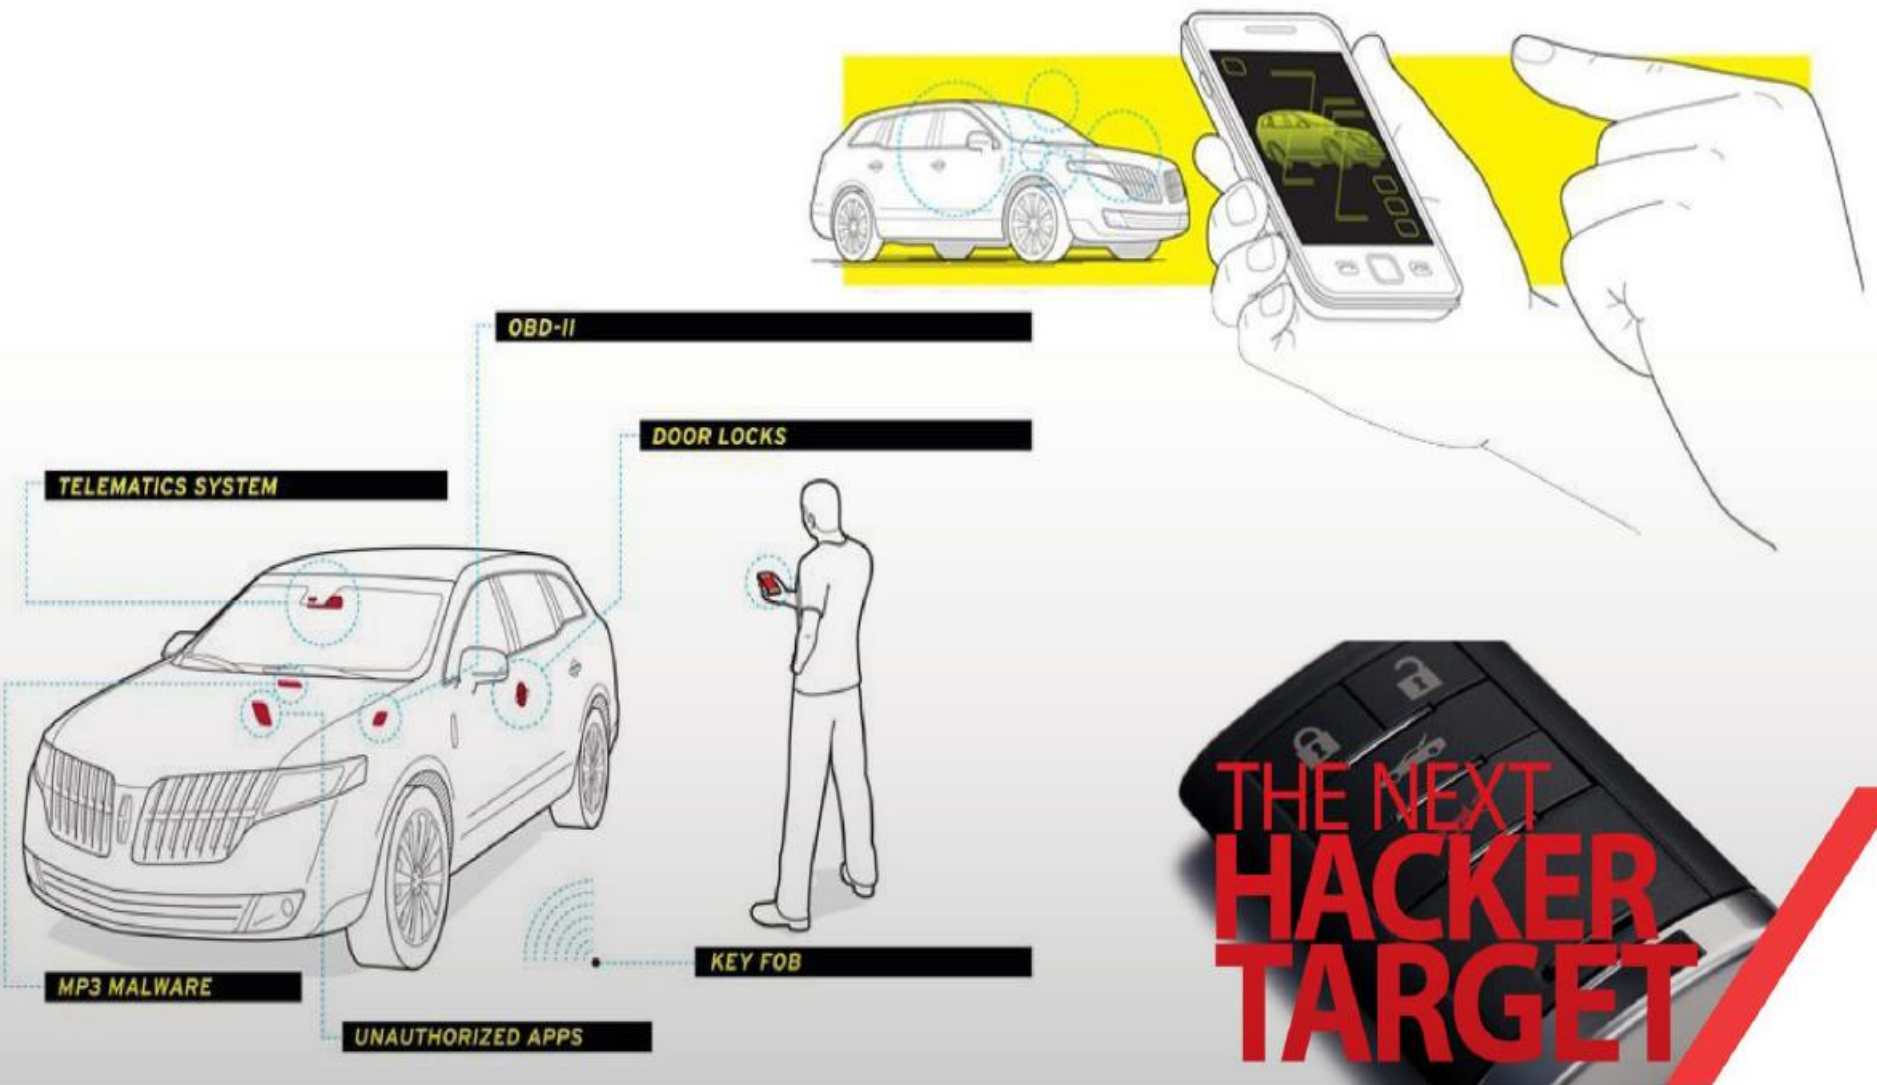 OBD-II
DOOR LOCKS
TELEMATICS SYSTEM
MP3 MALWARE
KEY FOB
UNAUTHORIZED APPS
THE NEXT
HACKER
TARGET